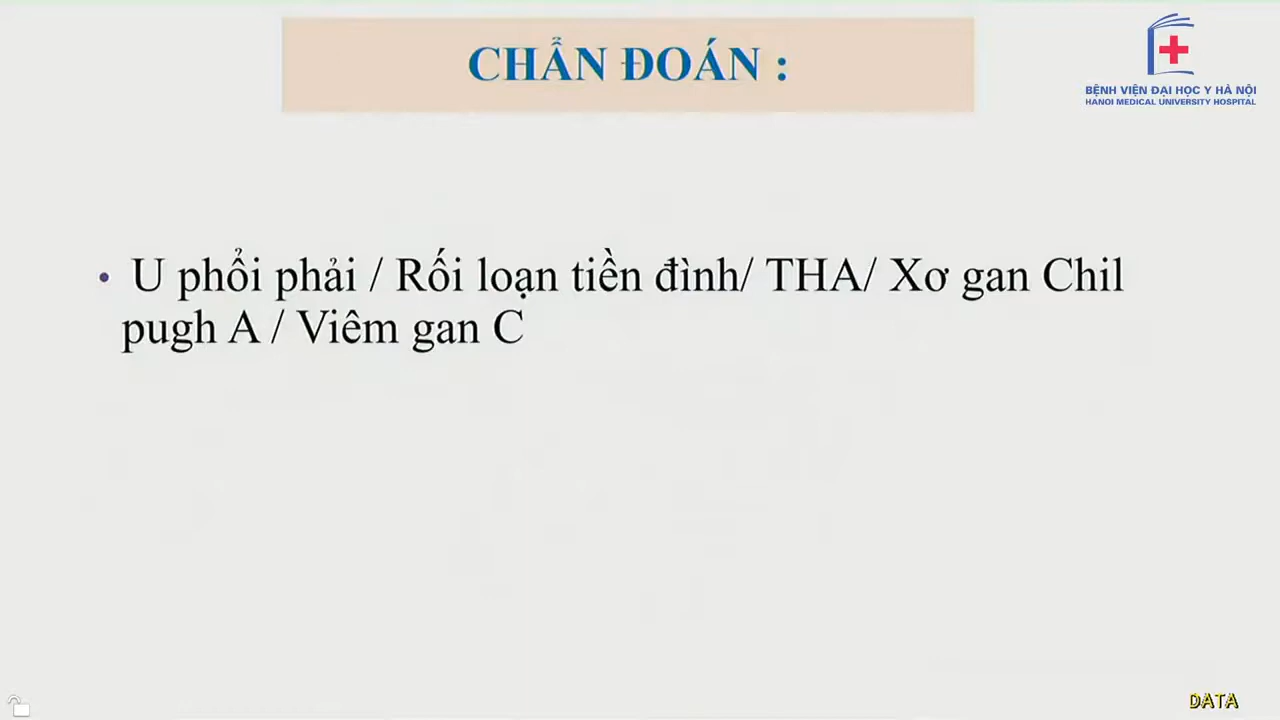 CHẨN ĐOÁN :
BỆNH VIỆN ĐẠI HỌC Y HÀ NỘI
HANOI MEDICAL UNIVERSITY HOSPITAL
• U phổi phải / Rối loạn tiền đình/ THA/ Xơ gan Chil
pugh A / Viêm gan C
DATA